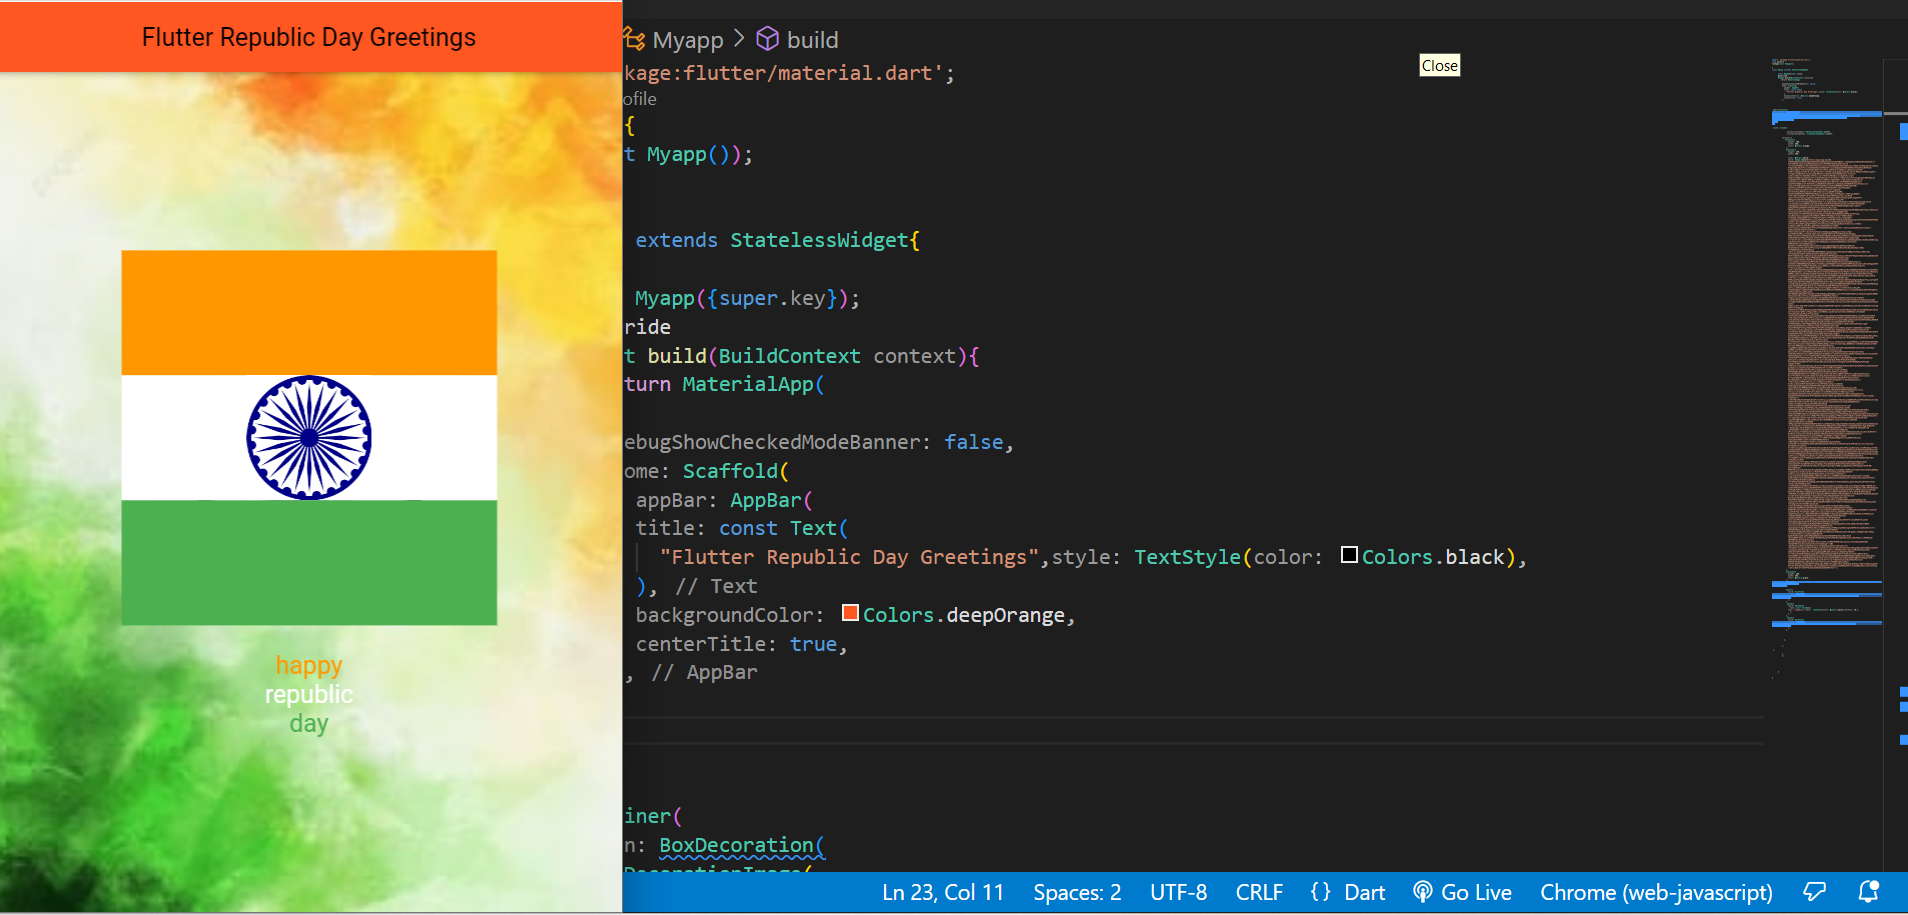 Flutter Republic Day Greetings
happy
republic
day
Myapp > build
Close
kage:flutter/material.dart';
ofile
{
t Myapp());
extends StatelessWidget{
Myapp({super.key});
ride
t build(BuildContext context){
turn MaterialApp(
ebugShowCheckedModeBanner: false,
ome: Scaffold(
appBar: AppBar(
title: const Text(
"Flutter Republic Day Greetings",style: TextStyle(color: Colors.black),
), // Text
backgroundColor: Colors.deepOrange,
centerTitle: true,
, // AppBar
iner(
n: BoxDecoration(
DecorationImage(
Ln 23, Col 11 Spaces: 2 UTF-8 CRLF {} Dart Go Live Chrome (web-javascript)